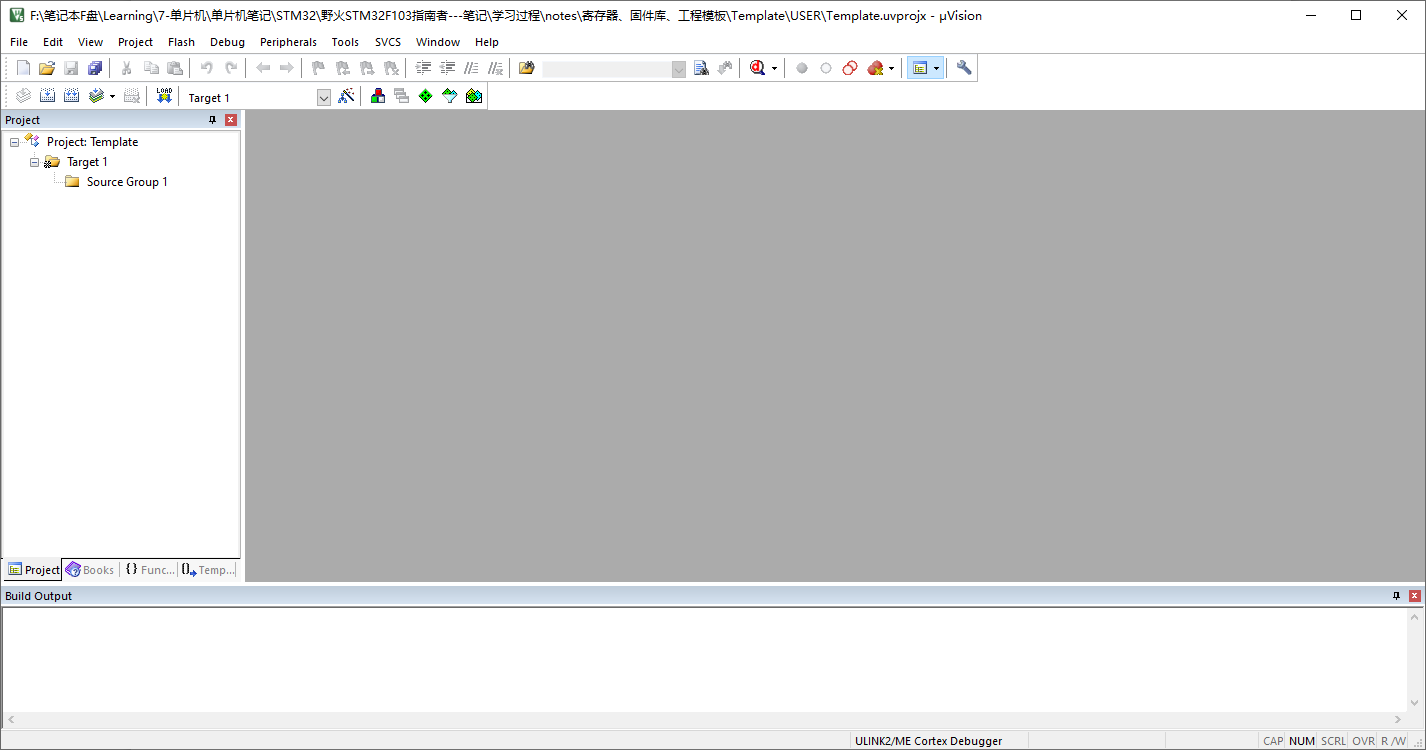 F:\笔记本F盘\Learning\7-单片机\单片机笔记\STM32\野火STM32F103指南者---笔记\学习过程\notes\寄存器、固件库、工程模板\Template\USER\Template.uvprojx - µVision
File Edit View Project Flash Debug Peripherals Tools SVCS Window Help
LOAD Target 1
Project
Project: Template
Target 1
Source Group 1
Project Books {} Func... Temp...
Build Output
ULINK2/ME Cortex Debugger CAP NUM SCRL OVR R /W